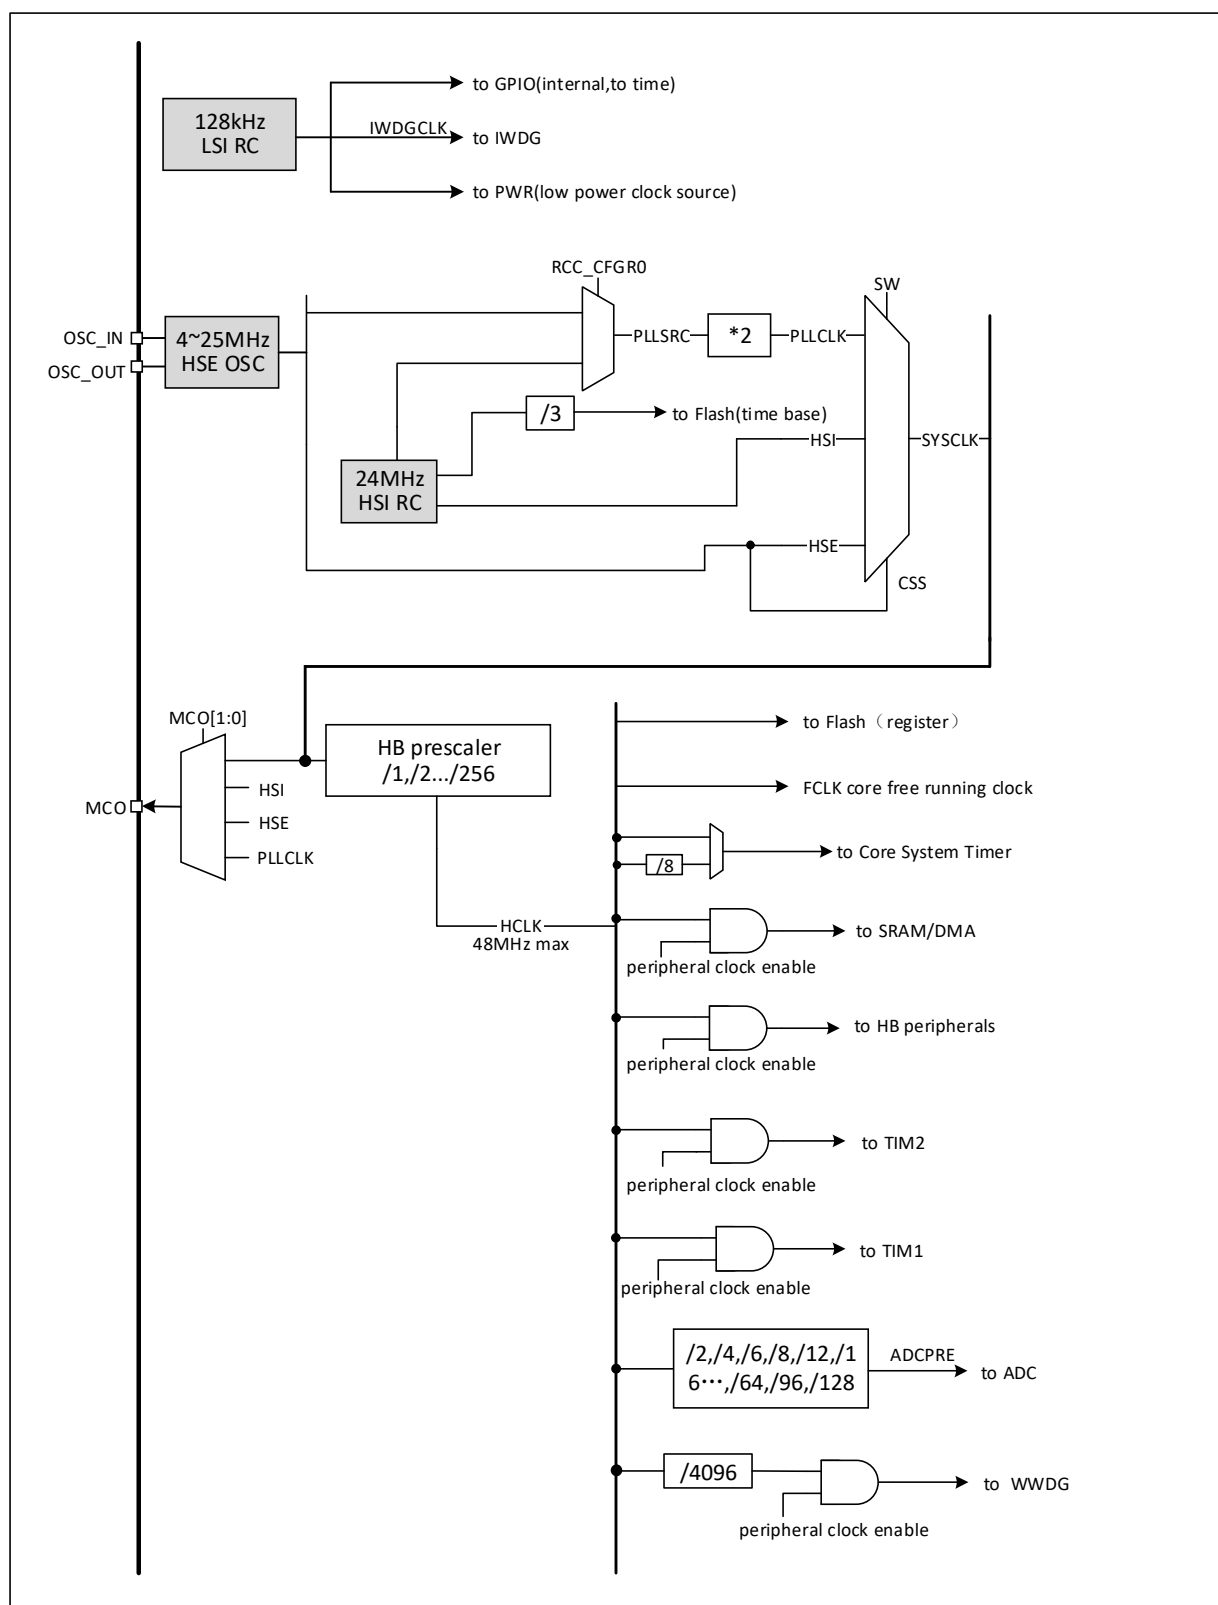 to GPIO(internal,to time)
128kHz
LSI RC
IWDGCLK
to IWDG
to PWR(low power clock source)
RCC_CFGR0
SW
OSC_IN
OSC_OUT
4~25MHz
HSE OSC
PLLSRC
*2
PLLCLK
/3
to Flash(time base)
HSI
SYSCLK
24MHz
HSI RC
HSE
CSS
MCO[1:0]
HB prescaler
/1,/2.../256
HSI
MCO
HSE
PLLCLK
to Flash（register）
FCLK core free running clock
/8
to Core System Timer
HCLK
48MHz max
to SRAM/DMA
peripheral clock enable
to HB peripherals
peripheral clock enable
to TIM2
peripheral clock enable
to TIM1
peripheral clock enable
/2,/4,/6,/8,/12,/1
6···,/64,/96,/128
ADCPRE
to ADC
/4096
to WWDG
peripheral clock enable